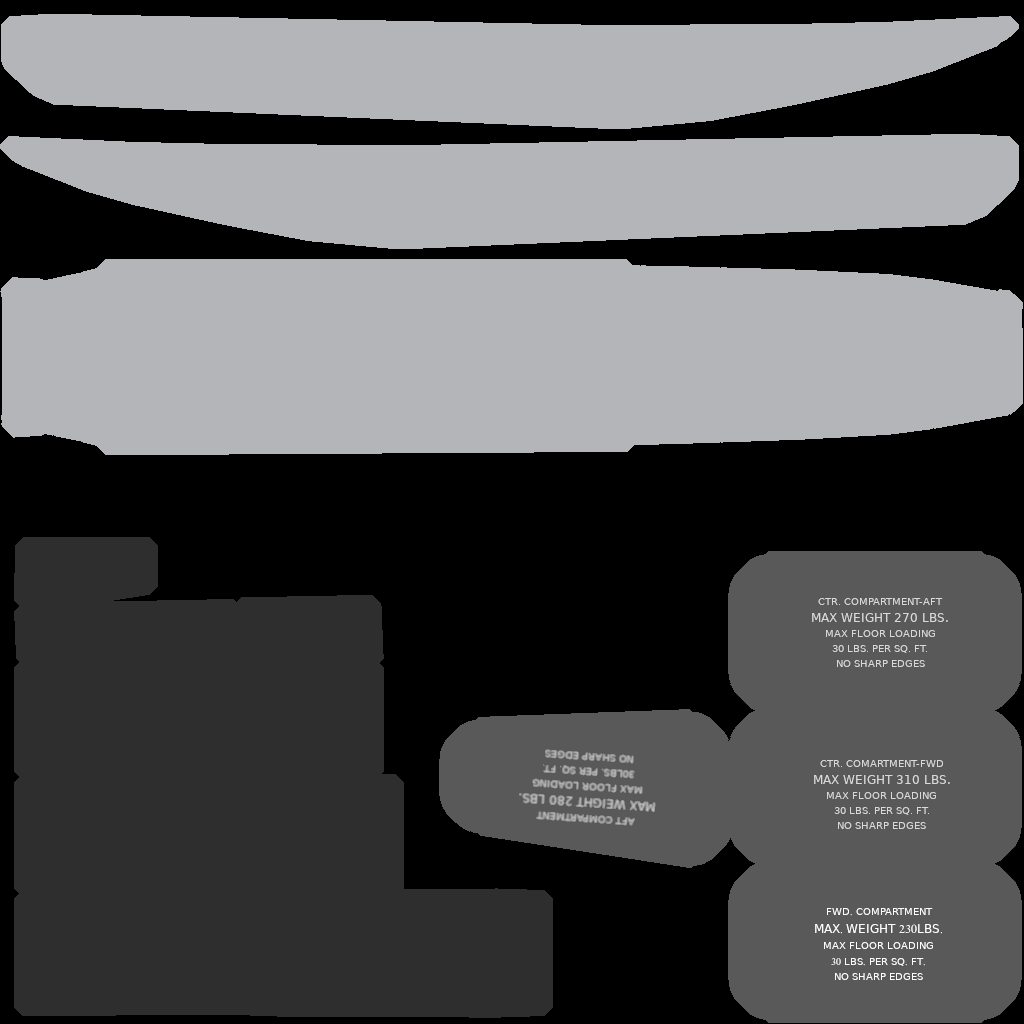 CTR. COMPARTMENT-AFT
MAX WEIGHT 270 LBS.
MAX FLOOR LOADING
30 LBS. PER SQ. FT.
NO SHARP EDGES
AFT COMPARTMENT
MAX WEIGHT 280 LBS.
MAX FLOOR LOADING
30LBS. PER SQ. FT.
NO SHARP EDGES
CTR. COMARTMENT-FWD
MAX WEIGHT 310 LBS.
MAX FLOOR LOADING
30 LBS. PER SQ. FT.
NO SHARP EDGES
FWD. COMPARTMENT
MAX. WEIGHT 230LBS.
MAX FLOOR LOADING
30 LBS. PER SQ. FT.
NO SHARP EDGES